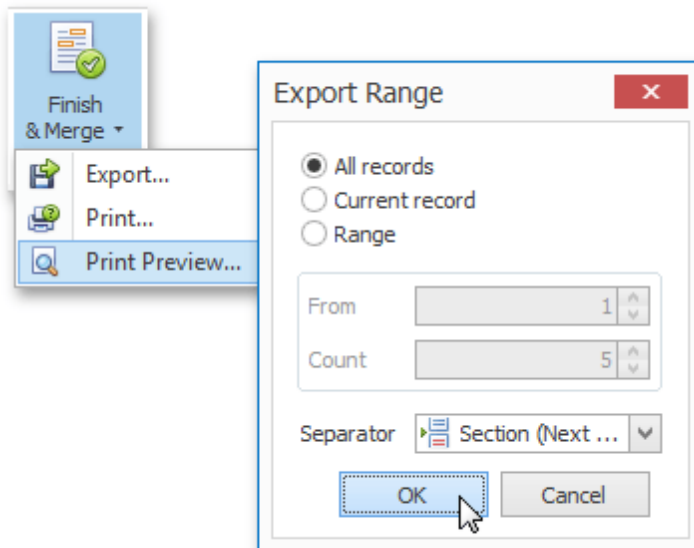 Finish
& Merge
Export...
Print...
Print Preview...
Export Range
All records
Current record
Range
From 1
Count 5
Separator Section (Next ...
OK Cancel